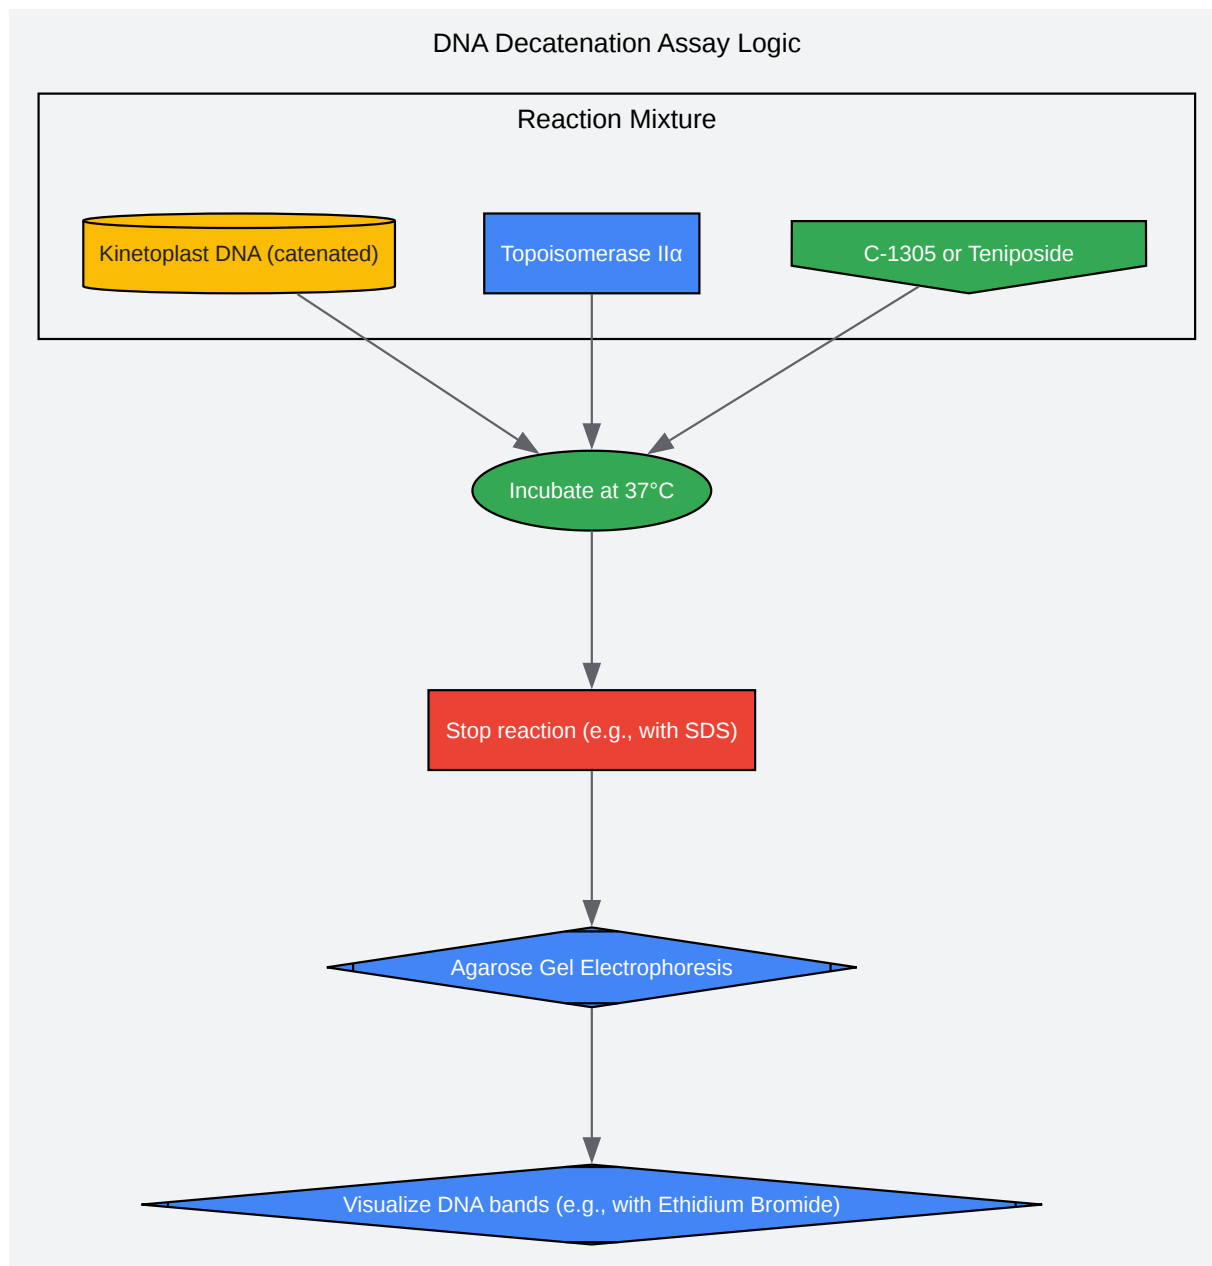 DNA Decatenation Assay Logic
Reaction Mixture
Kinetoplast DNA (catenated)
Topoisomerase IIα
C-1305 or Teniposide
Incubate at 37°C
Stop reaction (e.g., with SDS)
Agarose Gel Electrophoresis
Visualize DNA bands (e.g., with Ethidium Bromide)